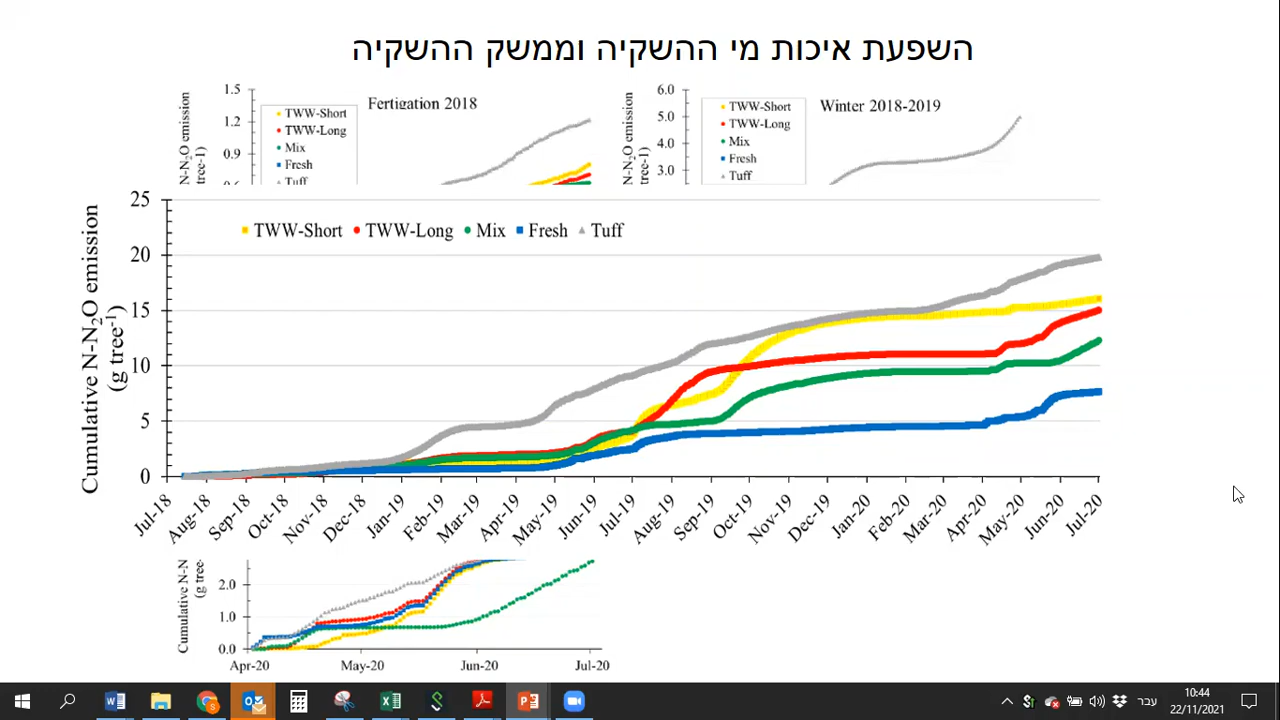 השפעת איכות מי ההשקיה וממשק ההשקיה
1.5
1.2
0.9
N-N₂O emission
tree-1)
Fertigation 2018
TWW-Short
TWW-Long
Mix
Fresh
Tuff
6.0
5.0
4.0
3.0
N-N₂O emission
tree-1)
Winter 2018-2019
TWW-Short
TWW-Long
Mix
Fresh
Tuff
Cumulative N-N₂O emission
(g tree⁻¹)
25
20
15
10
5
0
TWW-Short TWW-Long Mix Fresh Tuff
Jul-18 Aug-18 Sep-18 Oct-18 Nov-18 Dec-18 Jan-19 Feb-19 Mar-19 Apr-19 May-19 Jun-19 Jul-19 Aug-19 Sep-19 Oct-19 Nov-19 Dec-19 Jan-20 Feb-20 Mar-20 Apr-20 May-20 Jun-20 Jul-20
Cumulative N-N
(g tree-
2.0
1.0
0.0
Apr-20 May-20 Jun-20 Jul-20
עבר
10:44
22/11/2021